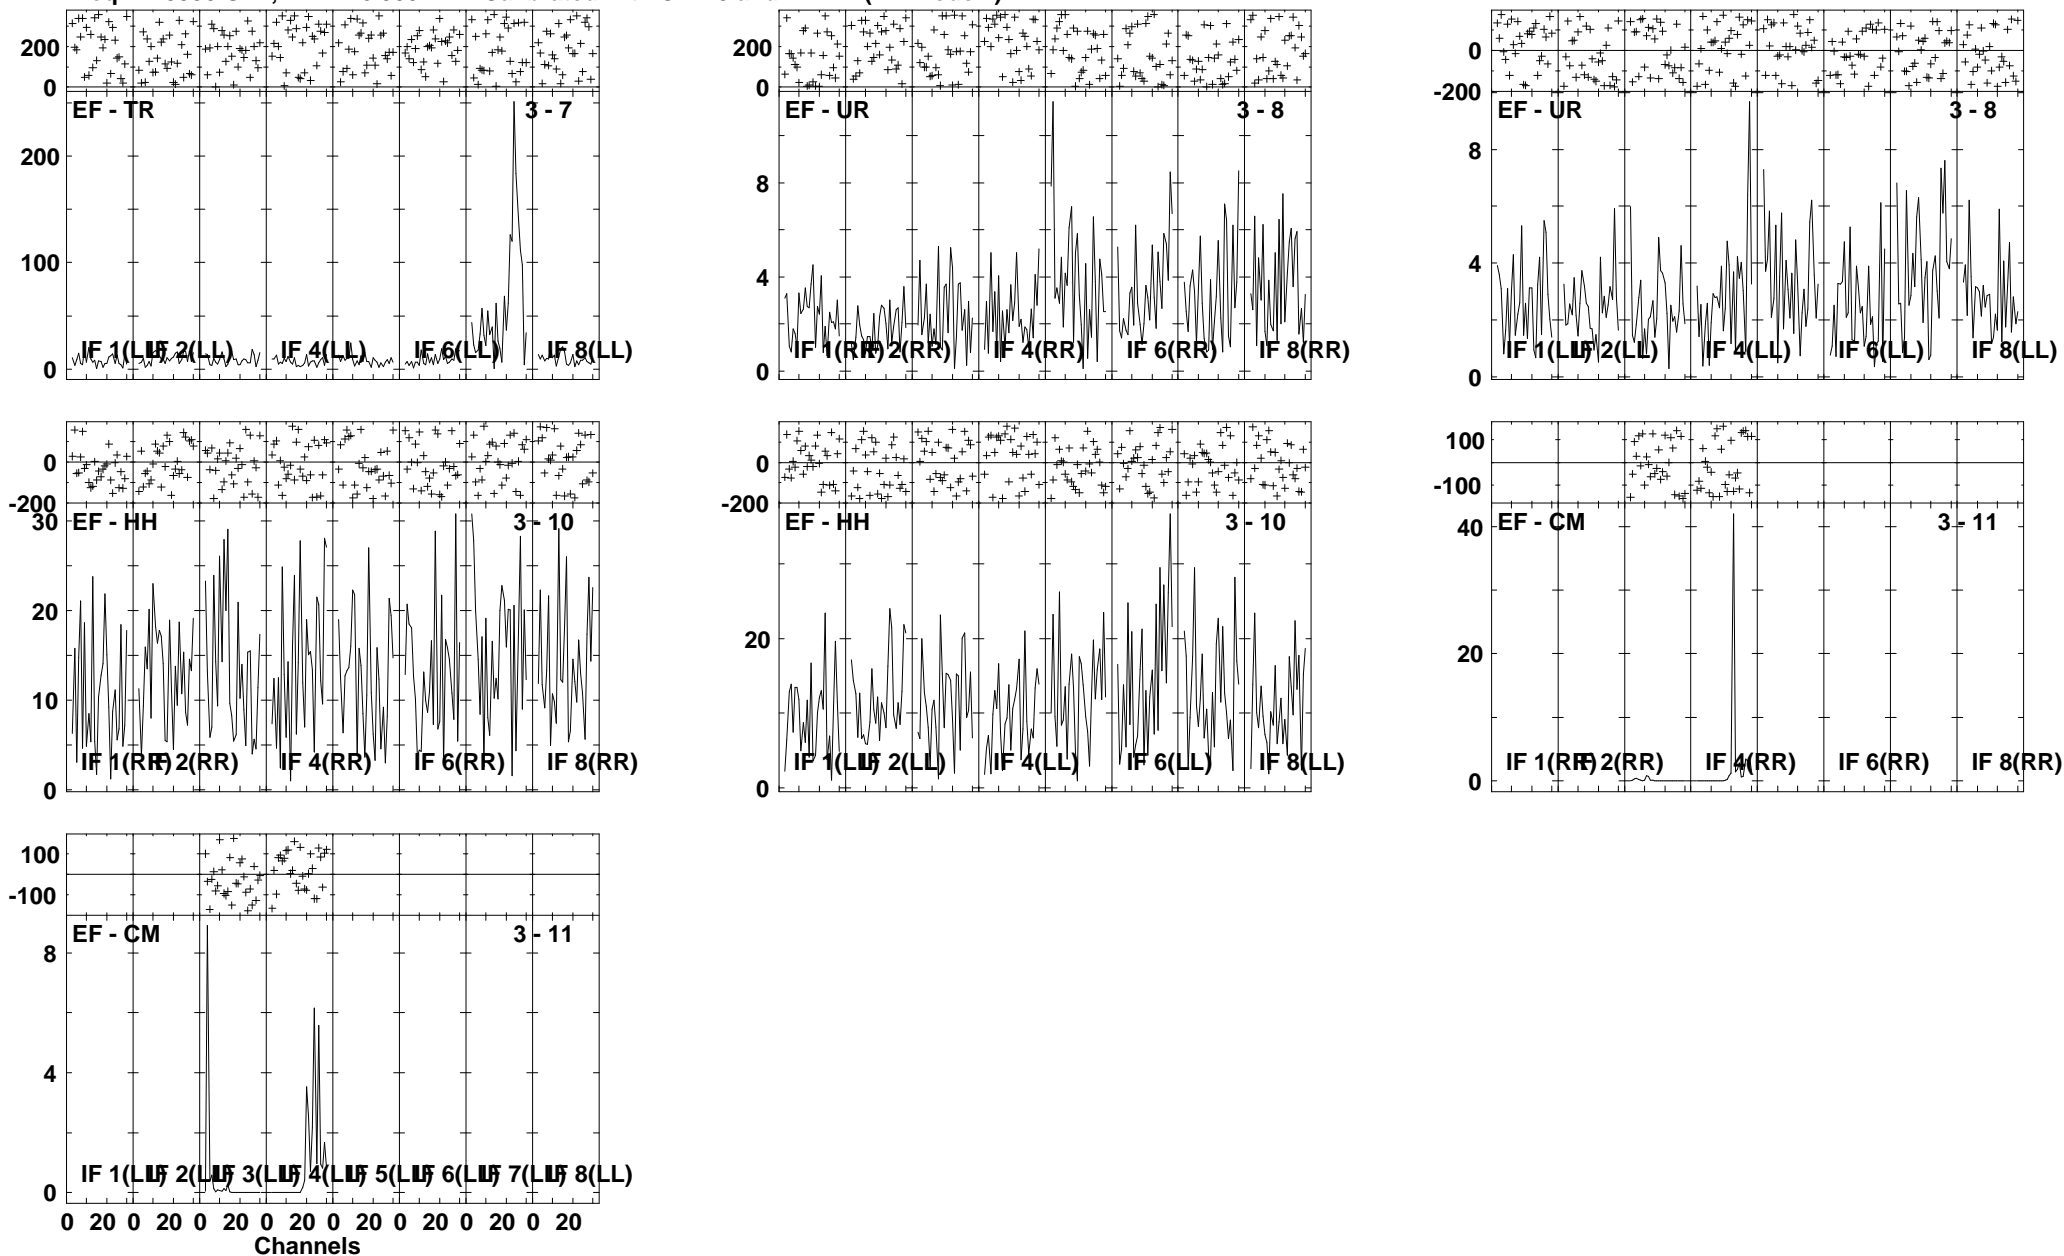 200
0
EF - TR
3 - 7
200
100
0
IF 1(LL) IF 2(LL) IF 4(LL) IF 6(LL) IF 8(LL)
200
0
EF - UR
3 - 8
8
4
0
IF 1(RR) IF 2(RR) IF 4(RR) IF 6(RR) IF 8(RR)
0
-200
EF - UR
3 - 8
8
4
0
IF 1(LL) IF 2(LL) IF 4(LL) IF 6(LL) IF 8(LL)
0
-200
EF - HH
3 - 10
30
20
10
0
IF 1(RR) IF 2(RR) IF 4(RR) IF 6(RR) IF 8(RR)
0
-200
EF - HH
3 - 10
20
0
IF 1(LL) IF 2(LL) IF 4(LL) IF 6(LL) IF 8(LL)
100
-100
EF - CM
3 - 11
40
20
0
IF 1(RR) IF 2(RR) IF 4(RR) IF 6(RR) IF 8(RR)
100
-100
EF - CM
3 - 11
8
4
0
IF 1(LL) IF 2(LL) IF 3(LL) IF 4(LL) IF 5(LL) IF 6(LL) IF 7(LL) IF 8(LL)
0 20 0 20 0 20 0 20 0 20 0 20 0 20 0 20
Channels